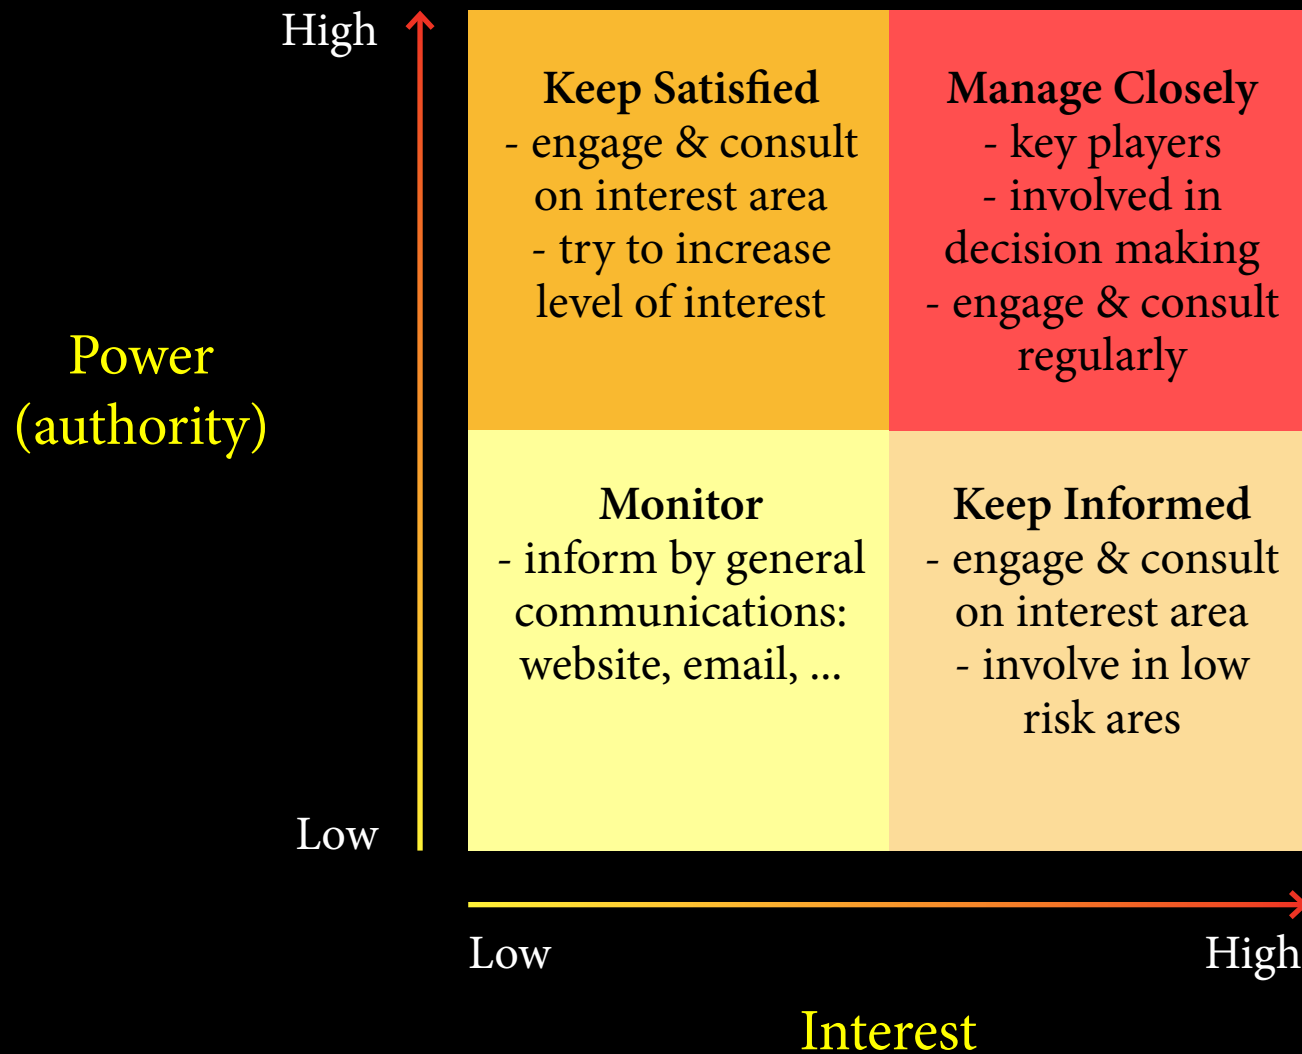 High
Keep Satisfied
- engage & consult
on interest area
- try to increase
level of interest
Manage Closely
- key players
- involved in
decision making
- engage & consult
regularly
Power
(authority)
Monitor
- inform by general
communications:
website, email, ...
Keep Informed
- engage & consult
on interest area
- involve in low
risk ares
Low
Low
High
Interest